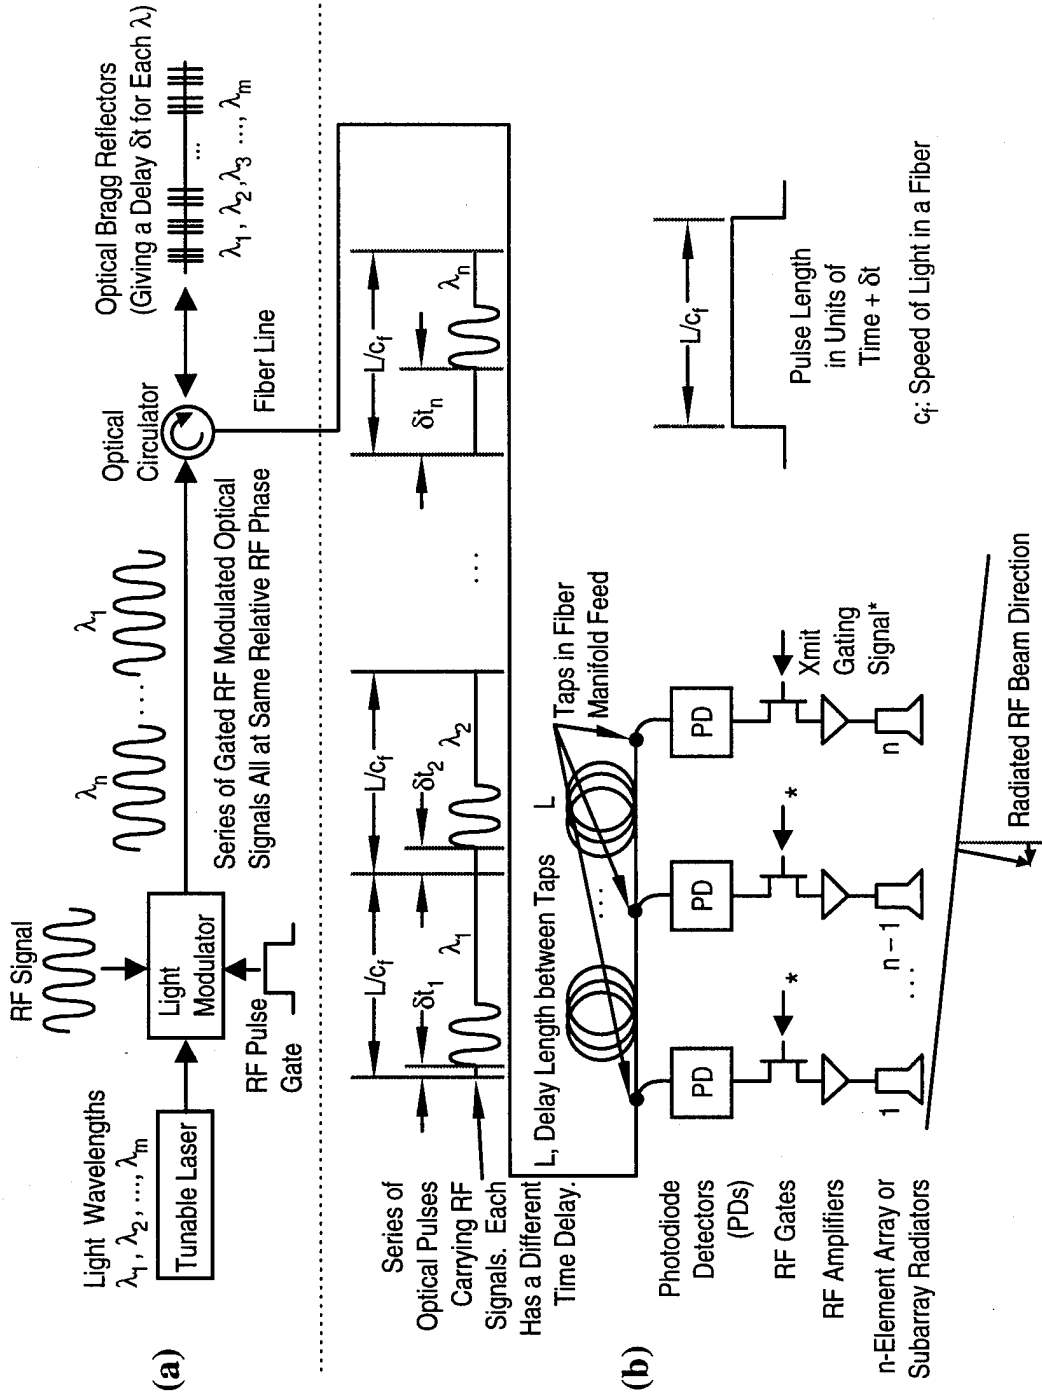 (a)
Light Wavelengths
λ1, λ2, ..., λm
Tunable Laser
RF Signal
Light
Modulator
RF Pulse
Gate
λn
...
λ1
Series of Gated RF Modulated Optical
Signals All at Same Relative RF Phase
Optical
Circulator
Optical Bragg Reflectors
(Giving a Delay δt for Each λ)
...
λ1, λ2, λ3 ..., λm
Fiber Line
(b)
Series of
Optical Pulses
Carrying RF
Signals. Each
Has a Different
Time Delay.
L/cf
δt1
λ1
L/cf
δt2
λ2
...
L/cf
δtn
λn
L, Delay Length between Taps
L
...
Taps in Fiber
Manifold Feed
Photodiode
Detectors
(PDs)
PD
PD
PD
RF Gates
*
*
Xmit
Gating
Signal*
RF Amplifiers
n-Element Array or
Subarray Radiators
1
...
n – 1
n
Radiated RF Beam Direction
L/cf
Pulse Length
in Units of
Time + δt
cf: Speed of Light in a Fiber